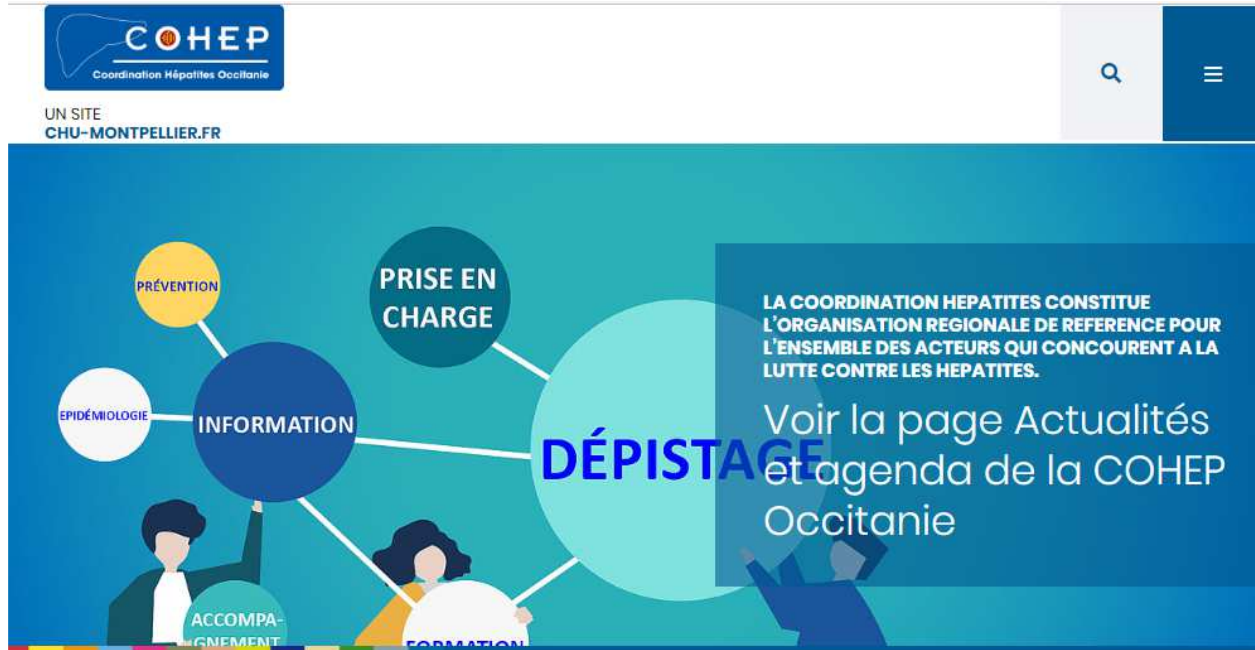 COHEP
Coordination Hépatites Occitanie
UN SITE
CHU-MONTPELLIER.FR
PRÉVENTION
PRISE EN
CHARGE
EPIDÉMIOLOGIE
INFORMATION
DÉPISTAGE
LA COORDINATION HEPATITES CONSTITUE
L'ORGANISATION REGIONALE DE REFERENCE POUR
L'ENSEMBLE DES ACTEURS QUI CONCOURENT A LA
LUTTE CONTRE LES HEPATITES.
Voir la page Actualités
et agenda de la COHEP
Occitanie
ACCOMPA-
GNEMENT
FORMATION